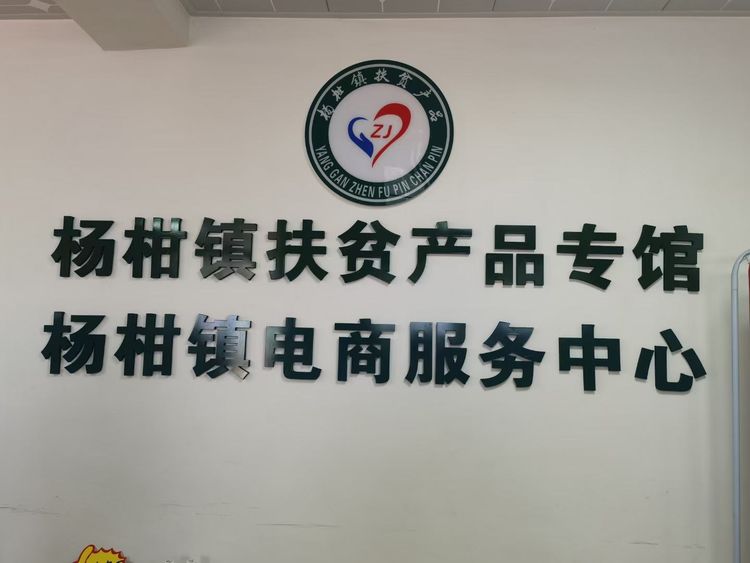 杨柑镇扶贫产品
ZJ
YANG GAN ZHEN FU PIN CHAN PIN
杨柑镇扶贫产品专馆
杨柑镇电商服务中心